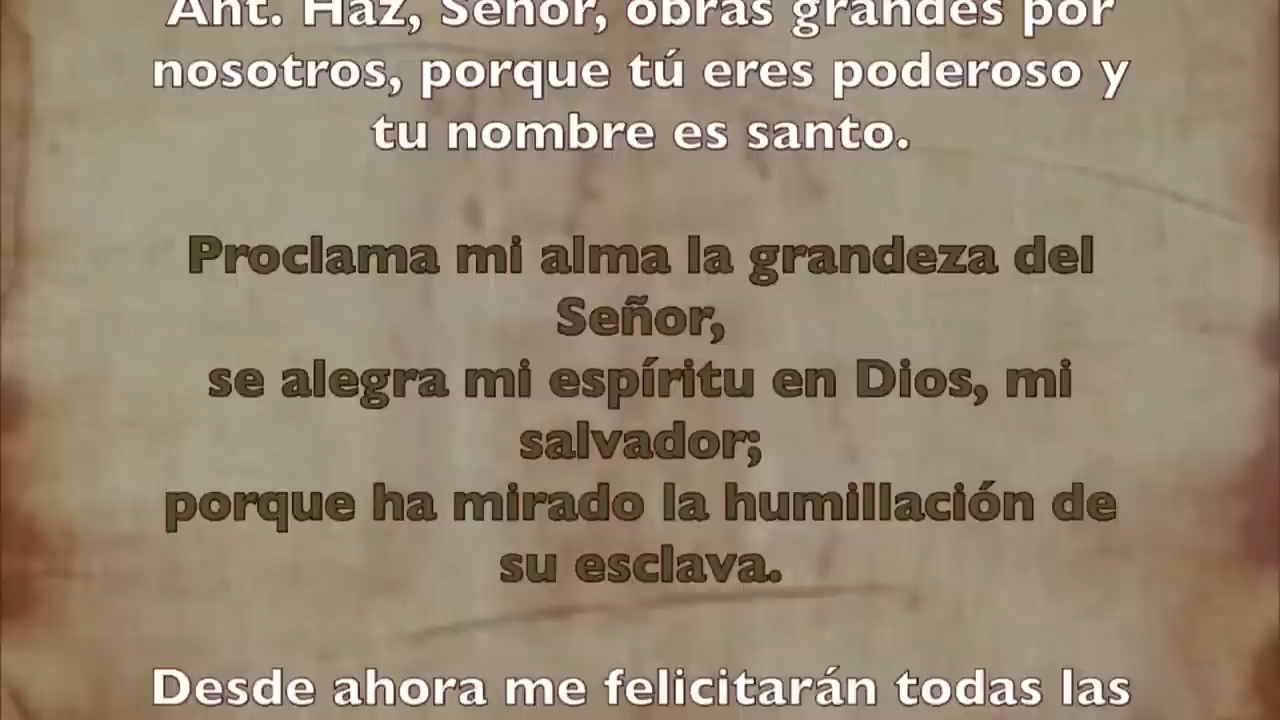 Ant. Haz, Señor, obras grandes por
nosotros, porque tú eres poderoso y
tu nombre es santo.
Proclama mi alma la grandeza del
Señor,
se alegra mi espíritu en Dios, mi
salvador;
porque ha mirado la humillación de
su esclava.
Desde ahora me felicitarán todas las